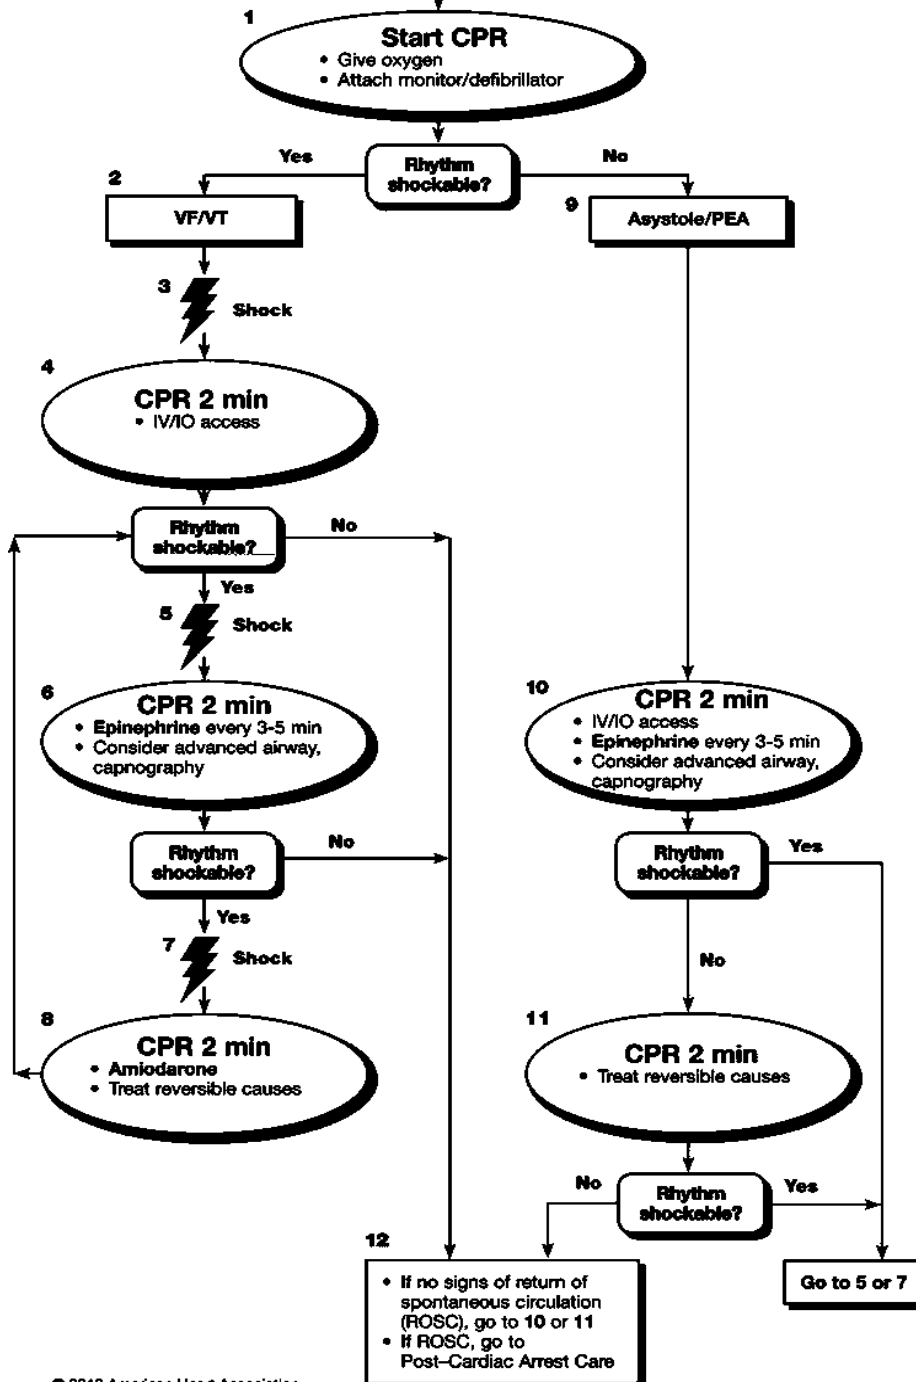 1
Start CPR
• Give oxygen
• Attach monitor/defibrillator
Rhythm
shockable?
Yes
No
2
VF/VT
9
Asystole/PEA
3
Shock
4
CPR 2 min
• IV/IO access
Rhythm
shockable?
No
Yes
5
Shock
6
CPR 2 min
• Epinephrine every 3-5 min
• Consider advanced airway,
capnography
10
CPR 2 min
• IV/IO access
• Epinephrine every 3-5 min
• Consider advanced airway,
capnography
Rhythm
shockable?
No
Yes
Rhythm
shockable?
Yes
No
7
Shock
8
CPR 2 min
• Amiodarone
• Treat reversible causes
11
CPR 2 min
• Treat reversible causes
Rhythm
shockable?
No
Yes
12
• If no signs of return of
spontaneous circulation
(ROSC), go to 10 or 11
• If ROSC, go to
Post–Cardiac Arrest Care
Go to 5 or 7
American Heart Association